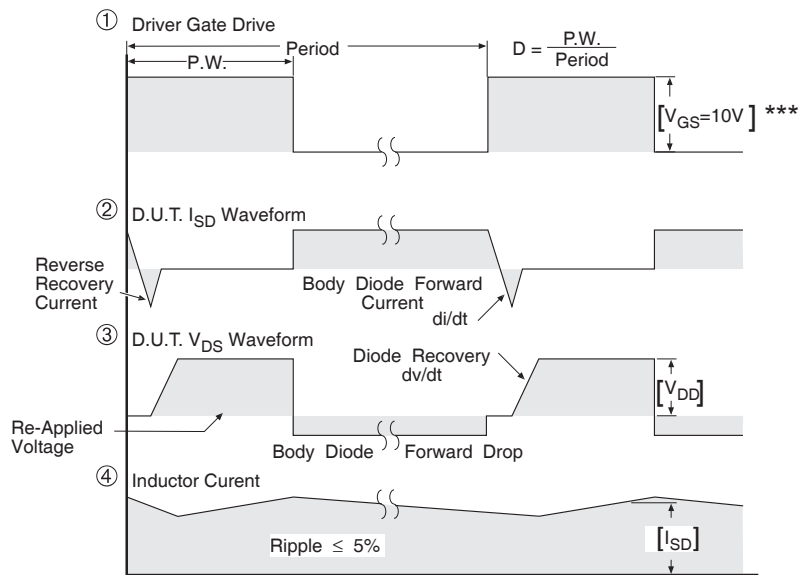 ① Driver Gate Drive
Period
P.W.
D = P.W. / Period
[VGS=10V] ***
② D.U.T. ISD Waveform
Reverse
Recovery
Current
Body Diode Forward
Current
di/dt
③ D.U.T. VDS Waveform
Diode Recovery
dv/dt
[VDD]
Re-Applied
Voltage
Body Diode Forward Drop
④ Inductor Curent
Ripple ≤ 5%
[ISD]